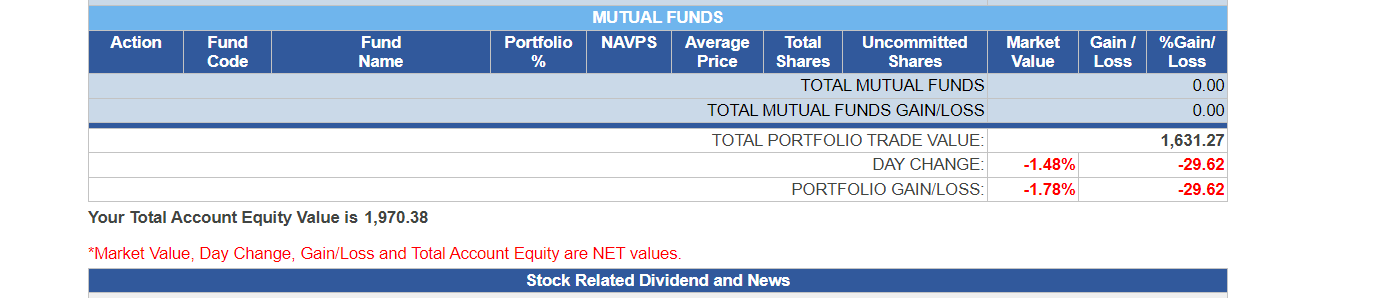 MUTUAL FUNDS
Action Fund Code Fund Name Portfolio % NAVPS Average Price Total Shares Uncommitted Shares Market Value Gain / Loss %Gain/ Loss
TOTAL MUTUAL FUNDS 0.00
TOTAL MUTUAL FUNDS GAIN/LOSS 0.00
TOTAL PORTFOLIO TRADE VALUE: 1,631.27
DAY CHANGE: -1.48% -29.62
PORTFOLIO GAIN/LOSS: -1.78% -29.62
Your Total Account Equity Value is 1,970.38
*Market Value, Day Change, Gain/Loss and Total Account Equity are NET values.
Stock Related Dividend and News